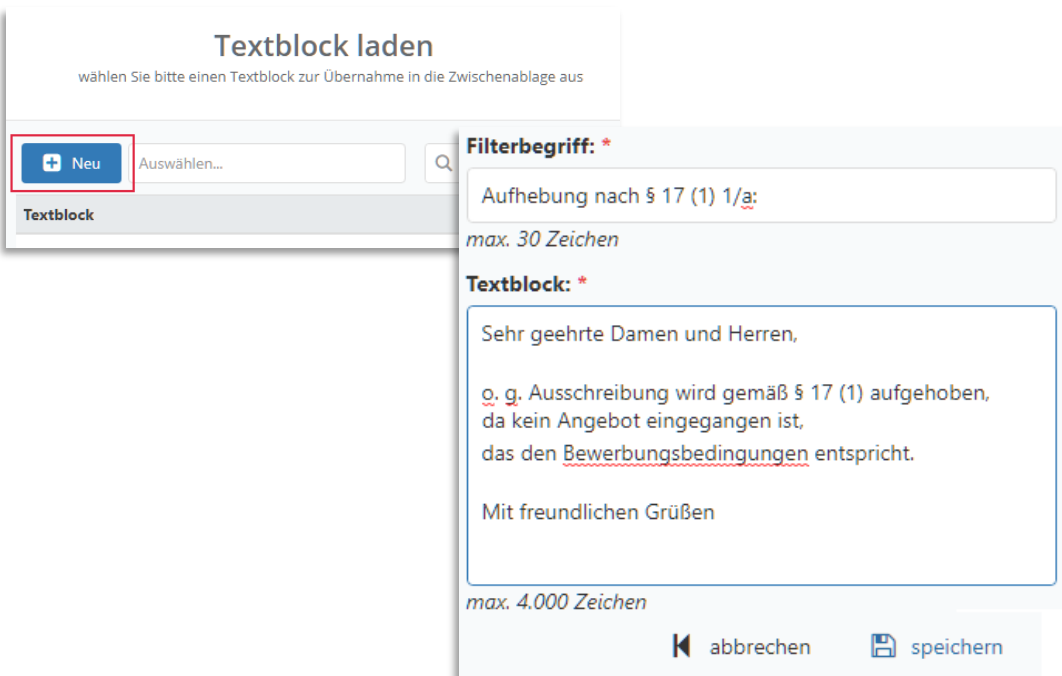 Textblock laden
wählen Sie bitte einen Textblock zur Übernahme in die Zwischenablage aus
Neu
Auswählen...
Textblock
Filterbegriff: *
Aufhebung nach § 17 (1) 1/a:
max. 30 Zeichen
Textblock: *
Sehr geehrte Damen und Herren,
o. g. Ausschreibung wird gemäß § 17 (1) aufgehoben,
da kein Angebot eingegangen ist,
das den Bewerbungsbedingungen entspricht.
Mit freundlichen Grüßen
max. 4.000 Zeichen
abbrechen
speichern